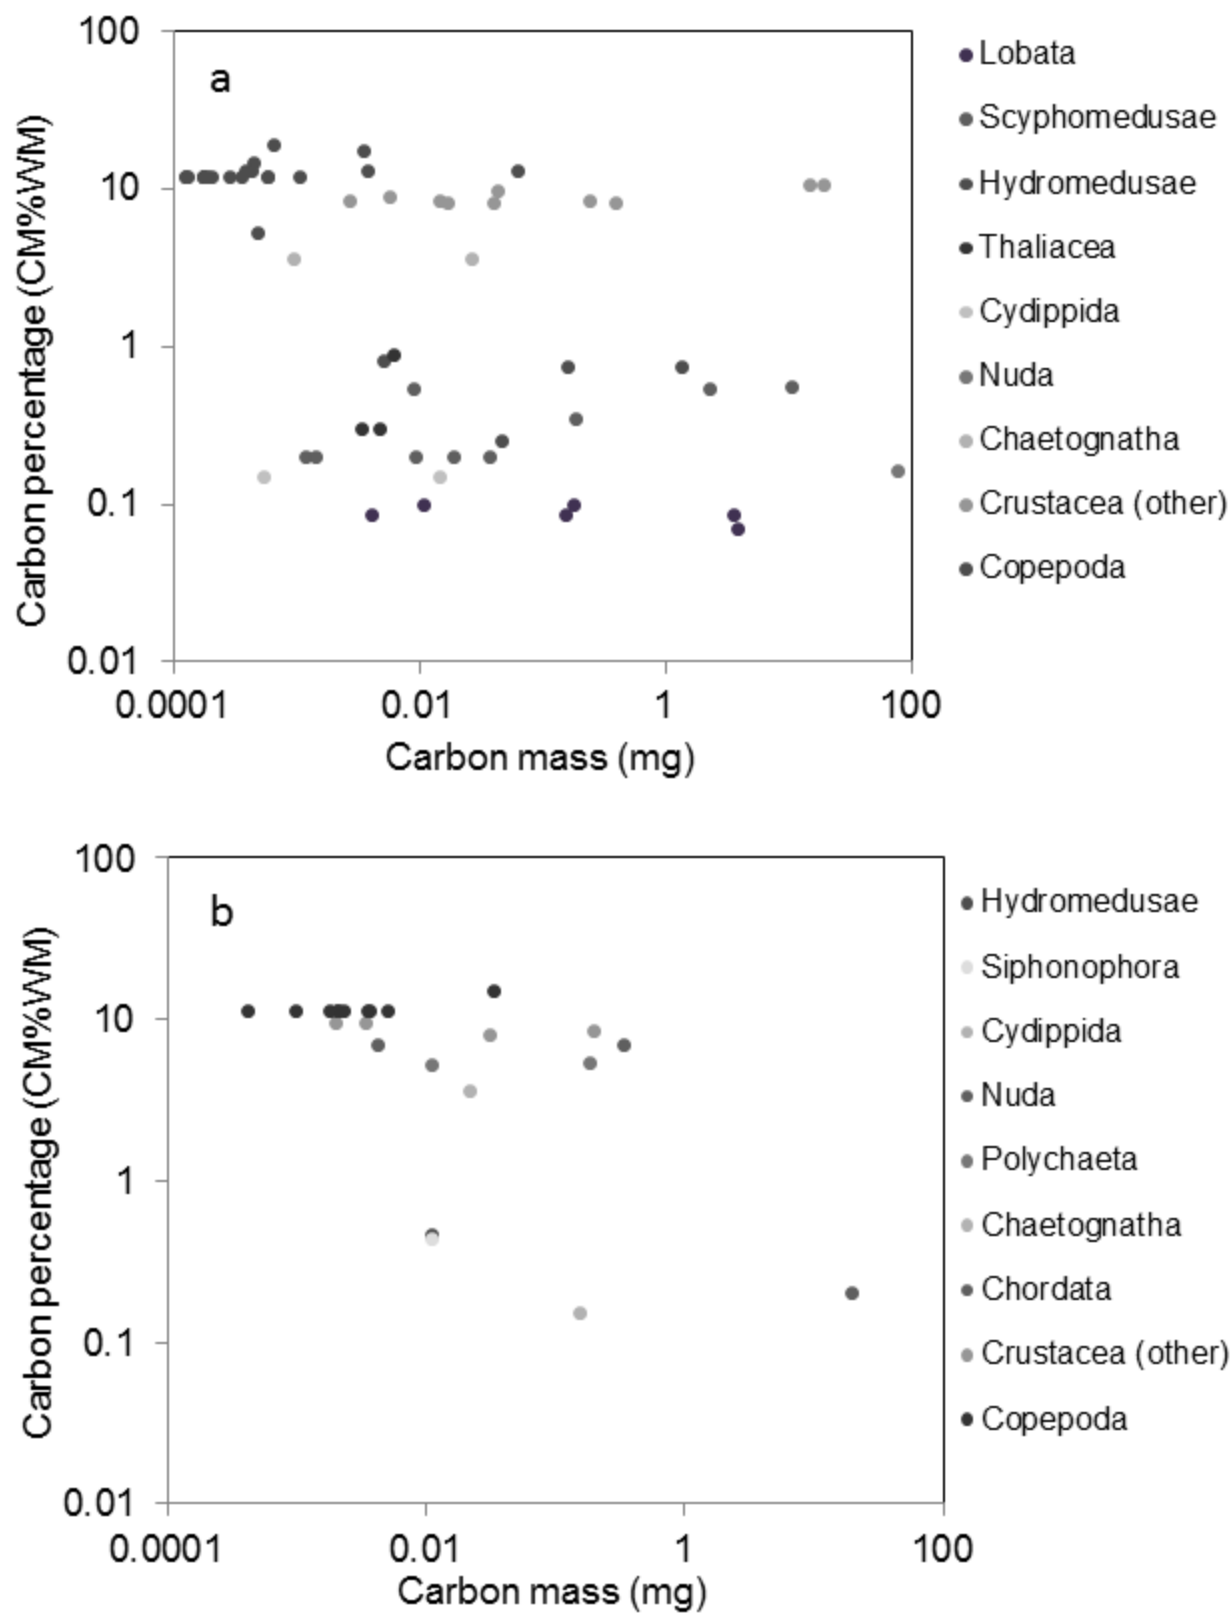 100
a
10
1
0.1
0.01
Carbon percentage (CM%WM)
0.0001 0.01 1 100
Carbon mass (mg)
Lobata
Scyphomedusae
Hydromedusae
Thaliacea
Cydippida
Nuda
Chaetognatha
Crustacea (other)
Copepoda
100
b
10
1
0.1
0.01
Carbon percentage (CM%WM)
0.0001 0.01 1 100
Carbon mass (mg)
Hydromedusae
Siphonophora
Cydippida
Nuda
Polychaeta
Chaetognatha
Chordata
Crustacea (other)
Copepoda